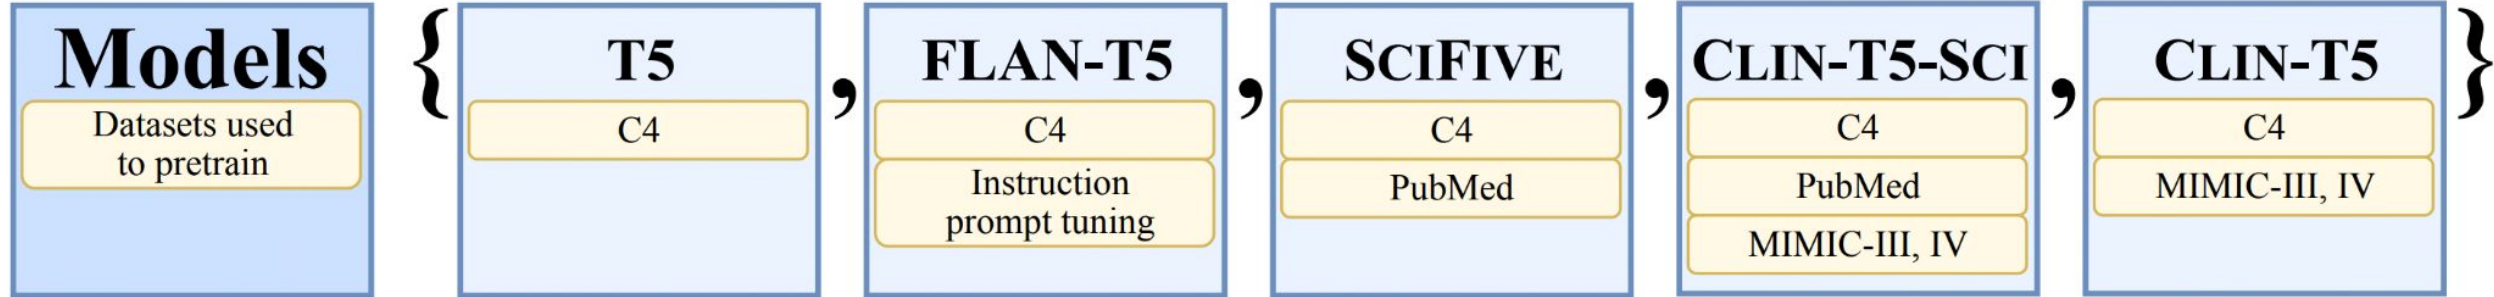 Models
Datasets used
to pretrain
{
T5
C4
,
FLAN-T5
C4
Instruction
prompt tuning
,
SCIFIVE
C4
PubMed
,
CLIN-T5-SCI
C4
PubMed
MIMIC-III, IV
,
CLIN-T5
C4
MIMIC-III, IV
}